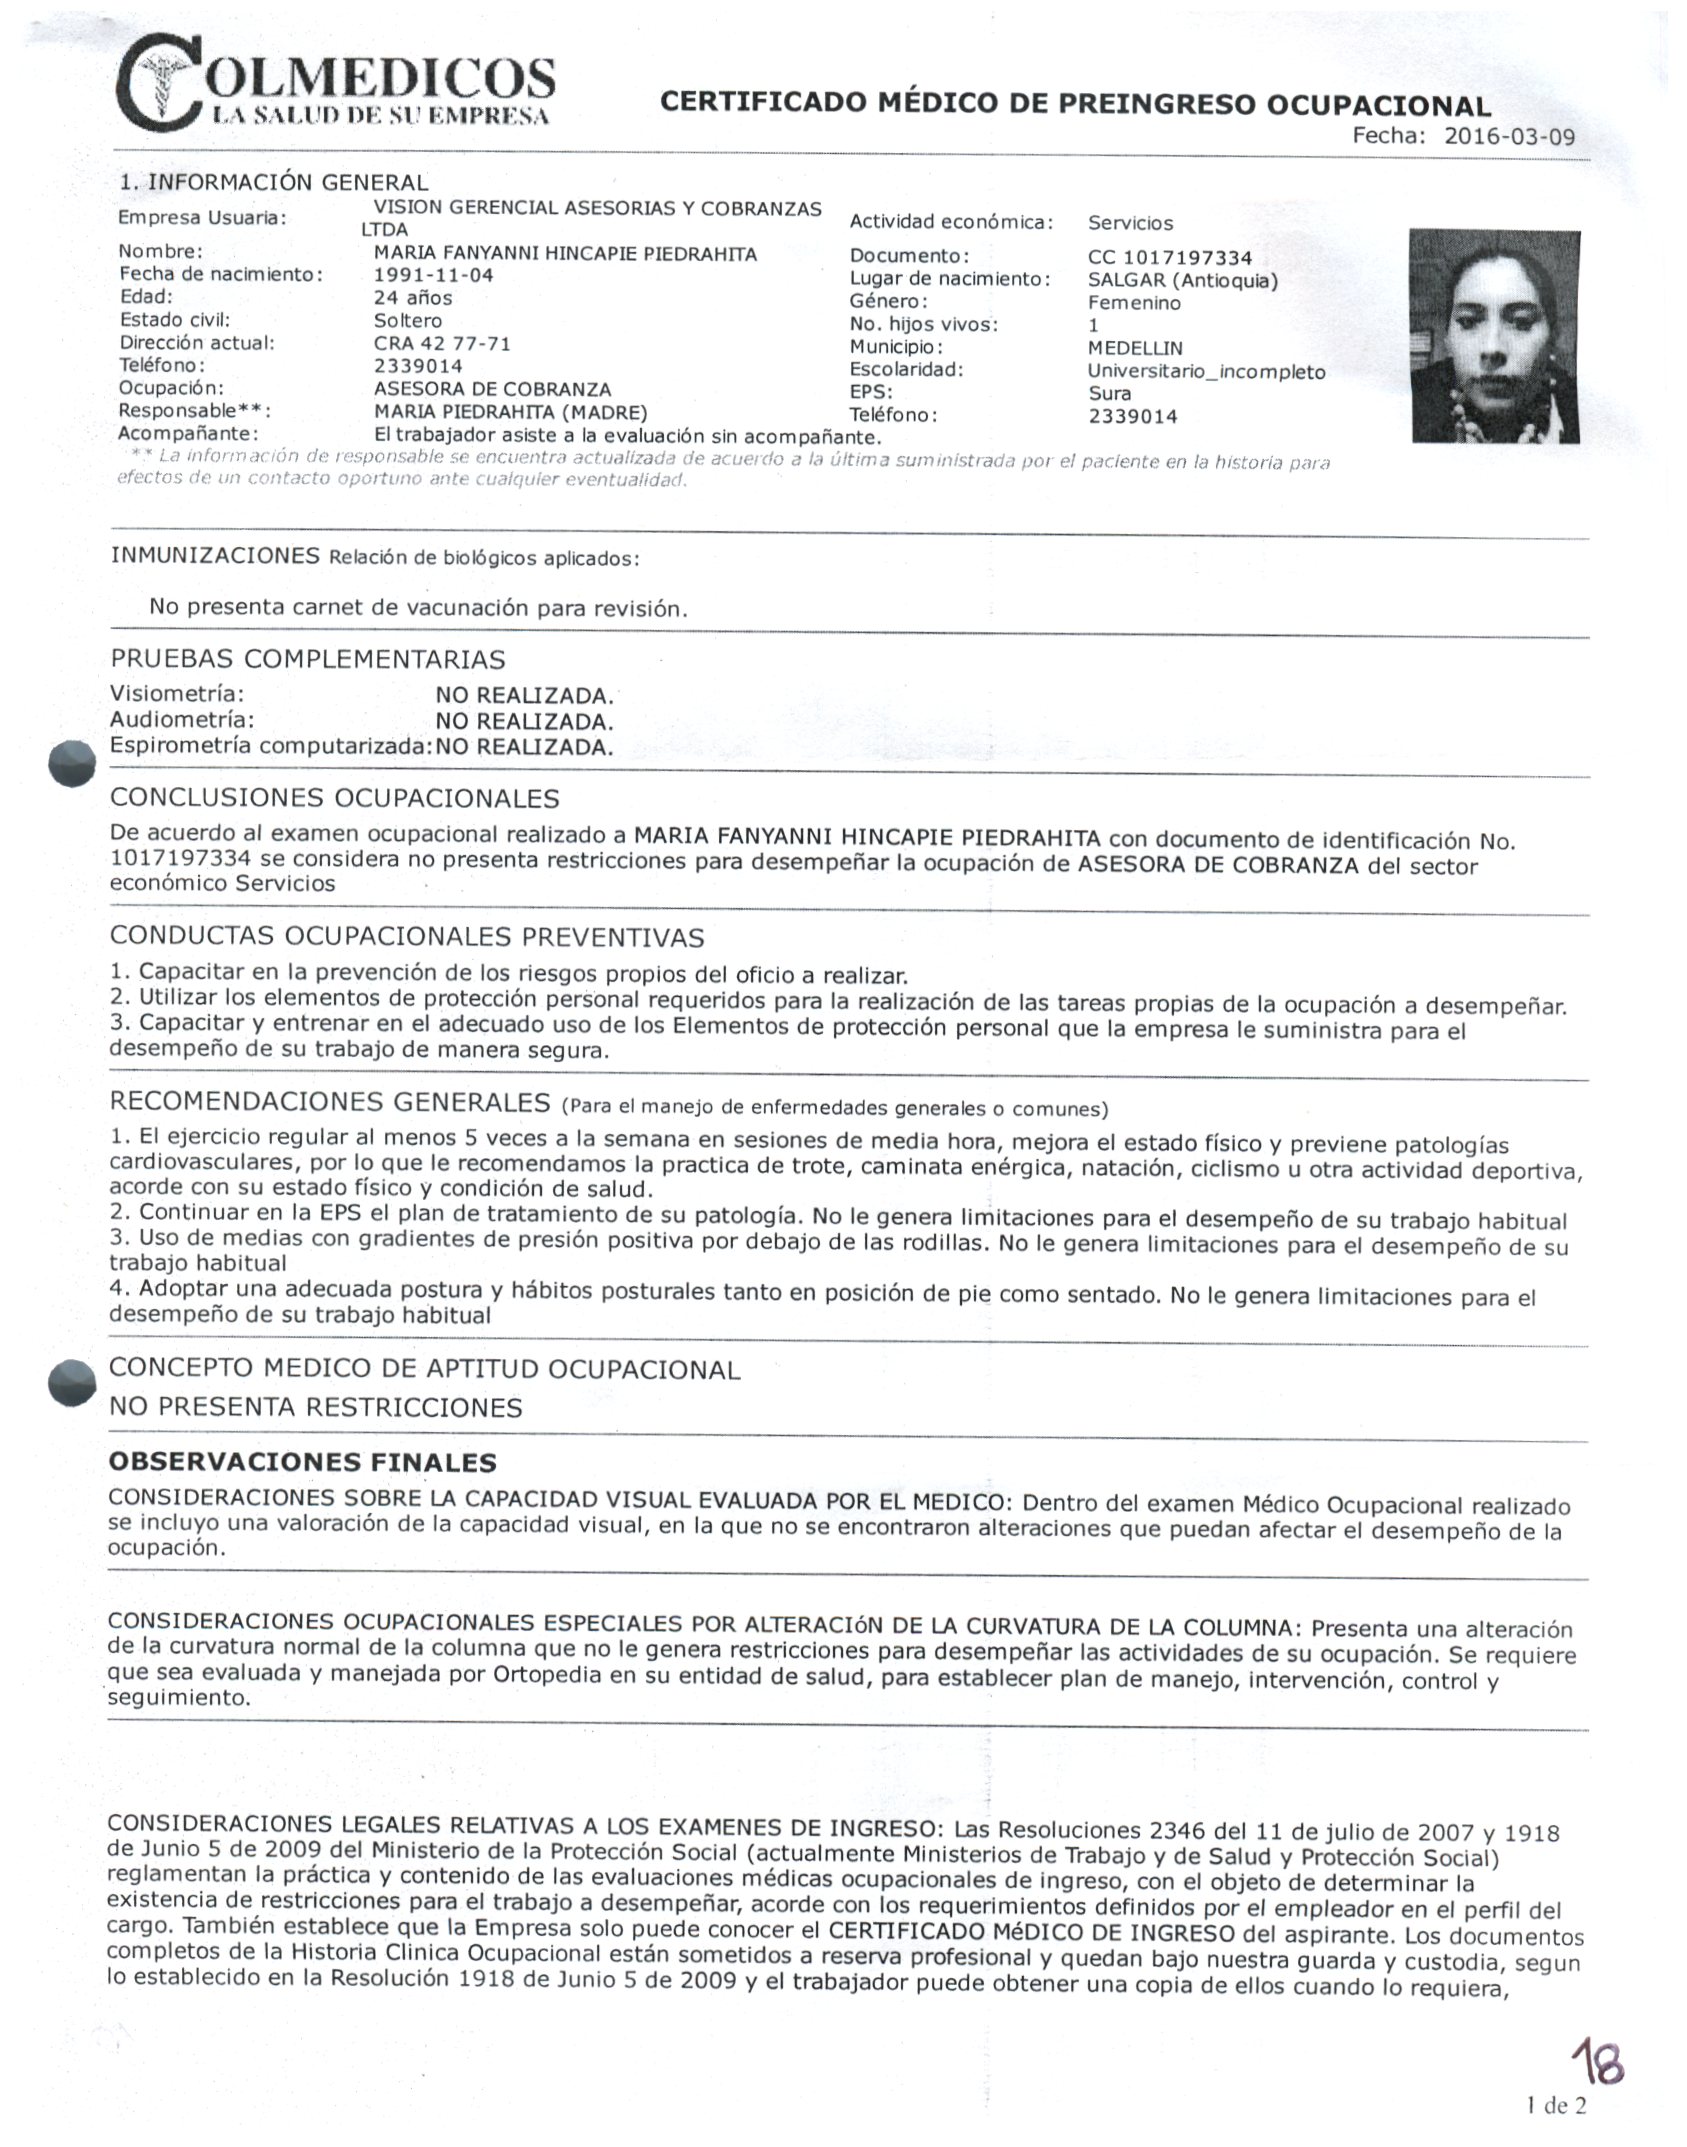 COLMEDICOS
LA SALUD DE SU EMPRESA
CERTIFICADO MÉDICO DE PREINGRESO OCUPACIONAL
Fecha: 2016-03-09
1. INFORMACIÓN GENERAL
Empresa Usuaria: VISION GERENCIAL ASESORIAS Y COBRANZAS LTDA Actividad económica: Servicios
Nombre: MARIA FANYANNI HINCAPIE PIEDRAHITA Documento: CC 1017197334
Fecha de nacimiento: 1991-11-04 Lugar de nacimiento: SALGAR (Antioquia)
Edad: 24 años Género: Femenino
Estado civil: Soltero No. hijos vivos: 1
Dirección actual: CRA 42 77-71 Municipio: MEDELLIN
Teléfono: 2339014 Escolaridad: Universitario_incompleto
Ocupación: ASESORA DE COBRANZA EPS: Sura
Responsable**: MARIA PIEDRAHITA (MADRE) Teléfono: 2339014
Acompañante: El trabajador asiste a la evaluación sin acompañante.
** La información de responsable se encuentra actualizada de acuerdo a la última suministrada por el paciente en la historia para
efectos de un contacto oportuno ante cualquier eventualidad.
INMUNIZACIONES Relación de biológicos aplicados:
No presenta carnet de vacunación para revisión.
PRUEBAS COMPLEMENTARIAS
Visiometría: NO REALIZADA.
Audiometría: NO REALIZADA.
Espirometría computarizada: NO REALIZADA.
CONCLUSIONES OCUPACIONALES
De acuerdo al examen ocupacional realizado a MARIA FANYANNI HINCAPIE PIEDRAHITA con documento de identificación No.
1017197334 se considera no presenta restricciones para desempeñar la ocupación de ASESORA DE COBRANZA del sector
económico Servicios
CONDUCTAS OCUPACIONALES PREVENTIVAS
1. Capacitar en la prevención de los riesgos propios del oficio a realizar.
2. Utilizar los elementos de protección personal requeridos para la realización de las tareas propias de la ocupación a desempeñar.
3. Capacitar y entrenar en el adecuado uso de los Elementos de protección personal que la empresa le suministra para el
desempeño de su trabajo de manera segura.
RECOMENDACIONES GENERALES (Para el manejo de enfermedades generales o comunes)
1. El ejercicio regular al menos 5 veces a la semana en sesiones de media hora, mejora el estado físico y previene patologías
cardiovasculares, por lo que le recomendamos la practica de trote, caminata enérgica, natación, ciclismo u otra actividad deportiva,
acorde con su estado físico y condición de salud.
2. Continuar en la EPS el plan de tratamiento de su patología. No le genera limitaciones para el desempeño de su trabajo habitual
3. Uso de medias con gradientes de presión positiva por debajo de las rodillas. No le genera limitaciones para el desempeño de su
trabajo habitual
4. Adoptar una adecuada postura y hábitos posturales tanto en posición de pie como sentado. No le genera limitaciones para el
desempeño de su trabajo habitual
CONCEPTO MEDICO DE APTITUD OCUPACIONAL
NO PRESENTA RESTRICCIONES
OBSERVACIONES FINALES
CONSIDERACIONES SOBRE LA CAPACIDAD VISUAL EVALUADA POR EL MEDICO: Dentro del examen Médico Ocupacional realizado
se incluyo una valoración de la capacidad visual, en la que no se encontraron alteraciones que puedan afectar el desempeño de la
ocupación.
CONSIDERACIONES OCUPACIONALES ESPECIALES POR ALTERACIóN DE LA CURVATURA DE LA COLUMNA: Presenta una alteración
de la curvatura normal de la columna que no le genera restricciones para desempeñar las actividades de su ocupación. Se requiere
que sea evaluada y manejada por Ortopedia en su entidad de salud, para establecer plan de manejo, intervención, control y
seguimiento.
CONSIDERACIONES LEGALES RELATIVAS A LOS EXAMENES DE INGRESO: Las Resoluciones 2346 del 11 de julio de 2007 y 1918
de Junio 5 de 2009 del Ministerio de la Protección Social (actualmente Ministerios de Trabajo y de Salud y Protección Social)
reglamentan la práctica y contenido de las evaluaciones médicas ocupacionales de ingreso, con el objeto de determinar la
existencia de restricciones para el trabajo a desempeñar, acorde con los requerimientos definidos por el empleador en el perfil del
cargo. También establece que la Empresa solo puede conocer el CERTIFICADO MéDICO DE INGRESO del aspirante. Los documentos
completos de la Historia Clinica Ocupacional están sometidos a reserva profesional y quedan bajo nuestra guarda y custodia, segun
lo establecido en la Resolución 1918 de Junio 5 de 2009 y el trabajador puede obtener una copia de ellos cuando lo requiera,
18
1 de 2